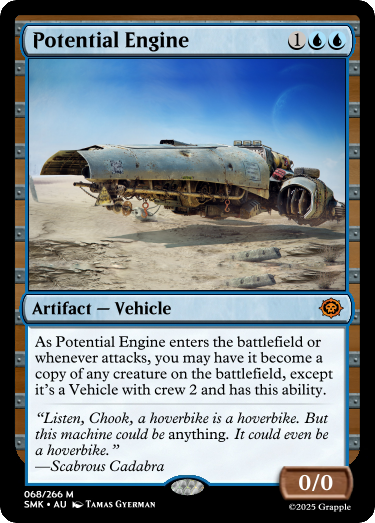 Potential Engine 1
Artifact — Vehicle
As Potential Engine enters the battlefield or
whenever attacks, you may have it become a
copy of any creature on the battlefield, except
it's a Vehicle with crew 2 and has this ability.
“Listen, Chook, a hoverbike is a hoverbike. But
this machine could be anything. It could even be
a hoverbike.”
—Scabrous Cadabra
0/0
068/266 M
SMK • AU Tamas Gyerman
©2025 Grapple